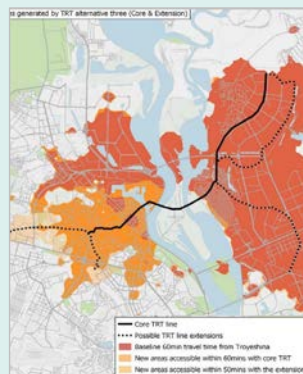 s generated by TRT alternative three (Core & Extension)
Core TRT line
Possible TRT line extensions
Baseline 60min travel time from Troyeshina
New areas accessible within 60mins with core TRT
New areas accessible within 50mins with the extension